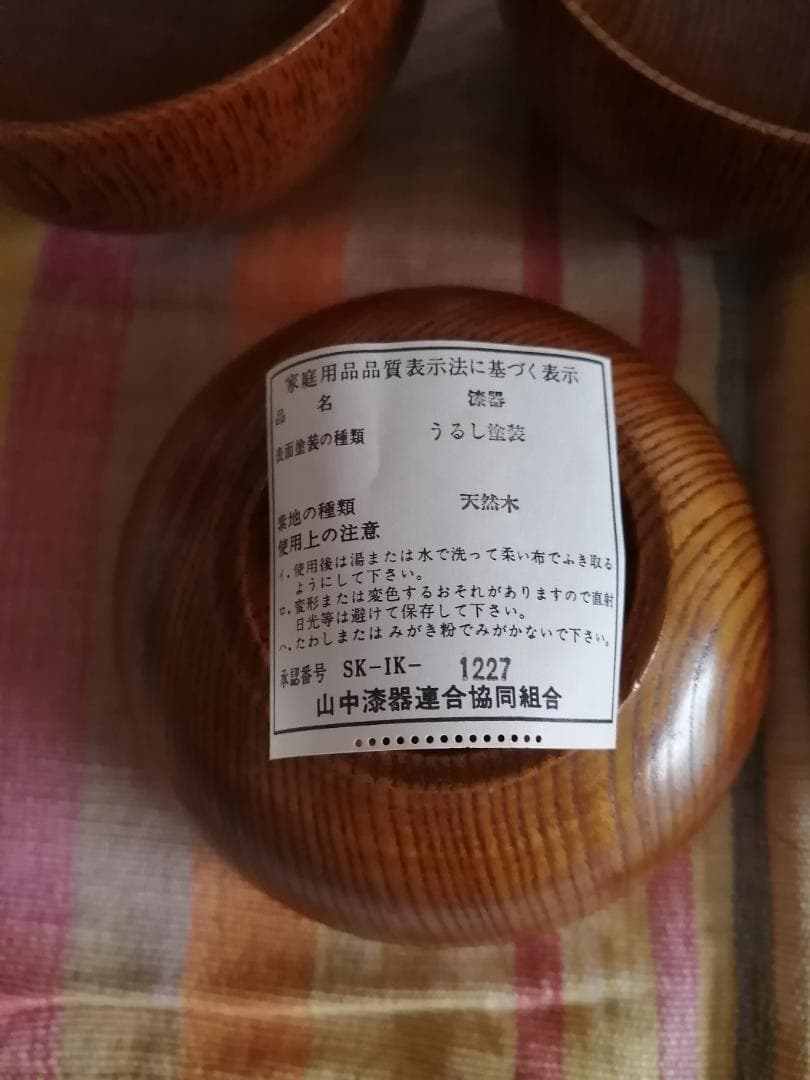 家庭用品品質表示法に基づく表示
品名 漆器
表面塗装の種類 うるし塗装
素地の種類 天然木
使用上の注意
イ.使用後は湯または水で洗って柔い布でふき取る
ようにして下さい。
ロ.変形または変色するおそれがありますので直射
日光等は避けて保存して下さい。
ハ.たわしまたはみがき粉でみがかないで下さい。
承認番号 SK-IK- 1227
山中漆器連合協同組合